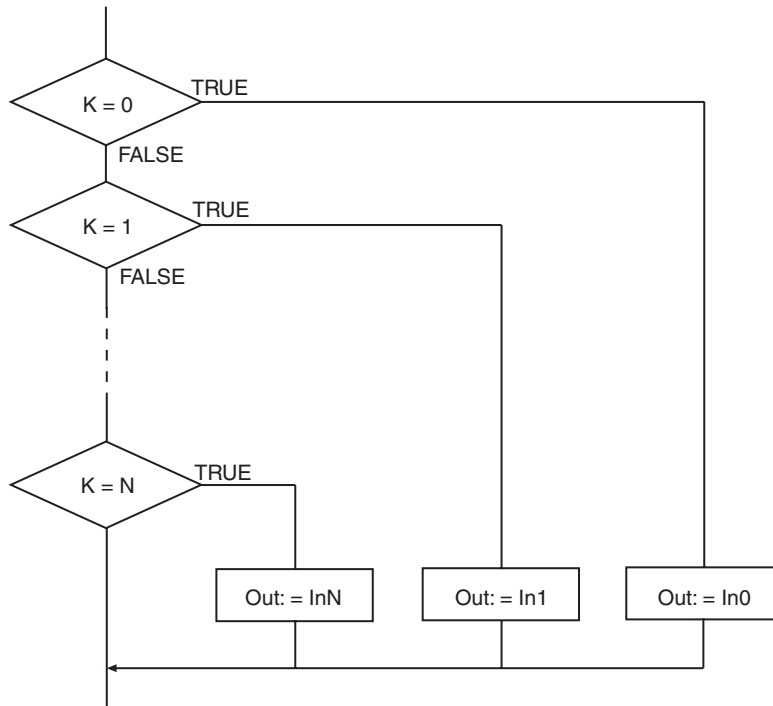 TRUE
K = 0
FALSE
TRUE
K = 1
FALSE
TRUE
K = N
Out: = InN
Out: = In1
Out: = In0